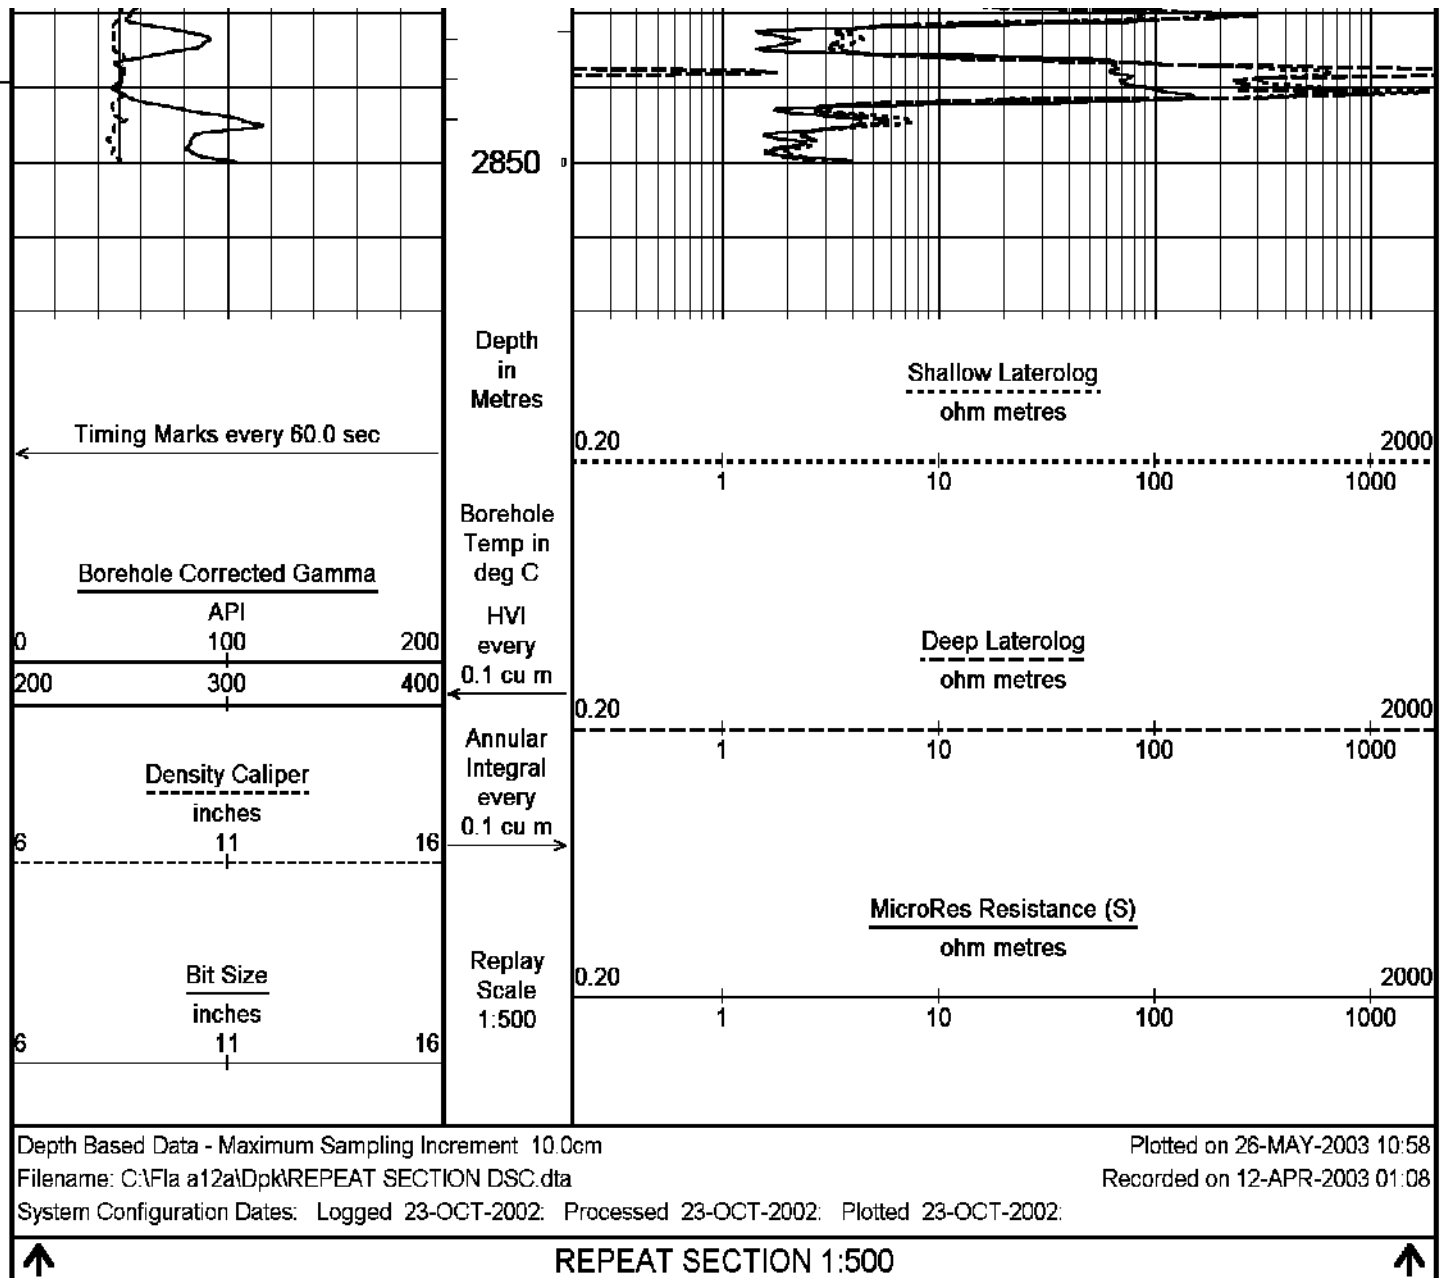 2850
Depth
in
Metres
Shallow Laterolog
ohm metres
0.20 2000
1 10 100 1000
Timing Marks every 60.0 sec
Borehole
Temp in
deg C
Borehole Corrected Gamma
API
0 100 200
200 300 400
HVI
every
0.1 cu m
Deep Laterolog
ohm metres
0.20 2000
1 10 100 1000
Annular
Integral
every
0.1 cu m
Density Caliper
inches
6 11 16
MicroRes Resistance (S)
ohm metres
0.20 2000
1 10 100 1000
Replay
Scale
1:500
Bit Size
inches
6 11 16
Depth Based Data - Maximum Sampling Increment 10.0cm
Plotted on 26-MAY-2003 10:58
Filename: C:\Fla a12a\Dpk\REPEAT SECTION DSC.dta
Recorded on 12-APR-2003 01:08
System Configuration Dates: Logged 23-OCT-2002: Processed 23-OCT-2002: Plotted 23-OCT-2002:
REPEAT SECTION 1:500